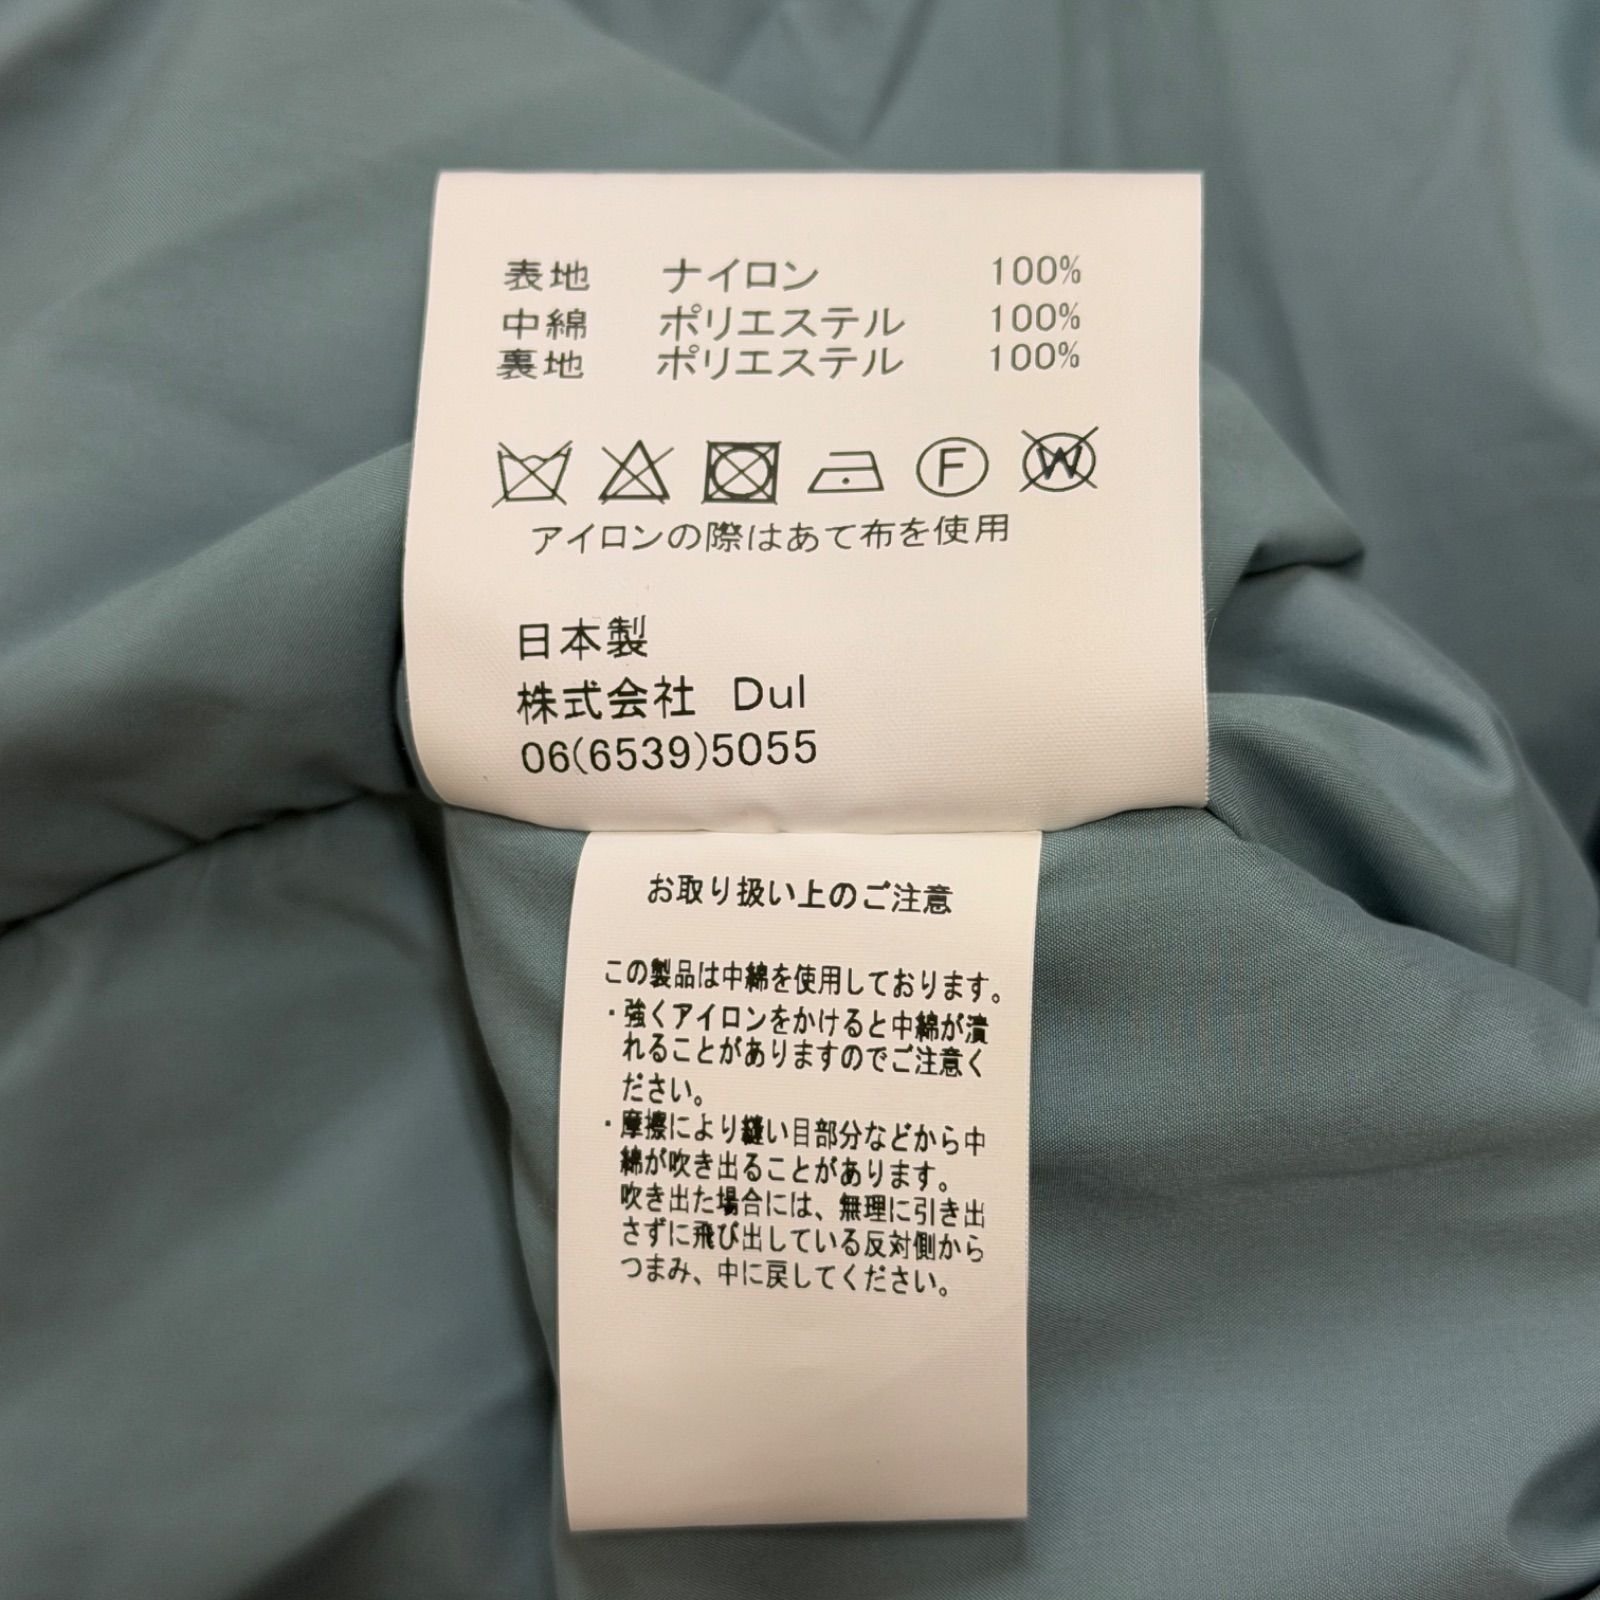 表地 ナイロン 100%
中綿 ポリエステル 100%
裏地 ポリエステル 100%
F W
アイロンの際はあて布を使用
日本製
株式会社 Dul
06(6539)5055
お取り扱い上のご注意
この製品は中綿を使用しております。
・強くアイロンをかけると中綿が潰
れることがありますのでご注意く
ださい。
・摩擦により縫い目部分などから中
綿が吹き出ることがあります。
吹き出た場合には、無理に引き出
さずに飛び出している反対側から
つまみ、中に戻してください。